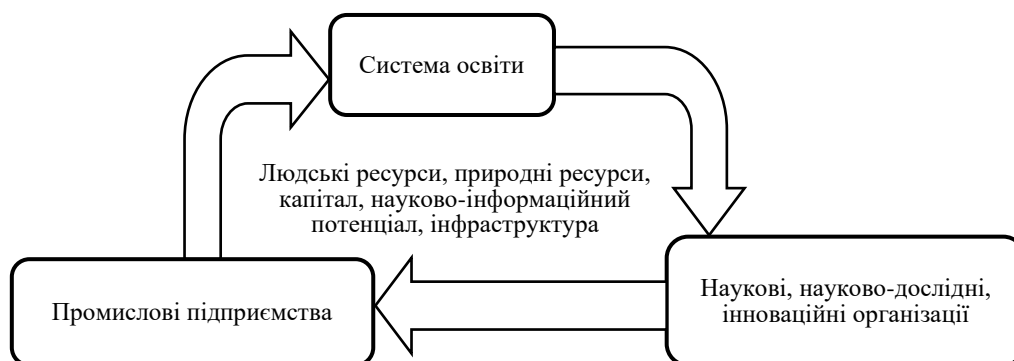 Система освіти
Людські ресурси, природні ресурси,
капітал, науково-інформаційний
потенціал, інфраструктура
Промислові підприємства
Наукові, науково-дослідні,
інноваційні організації